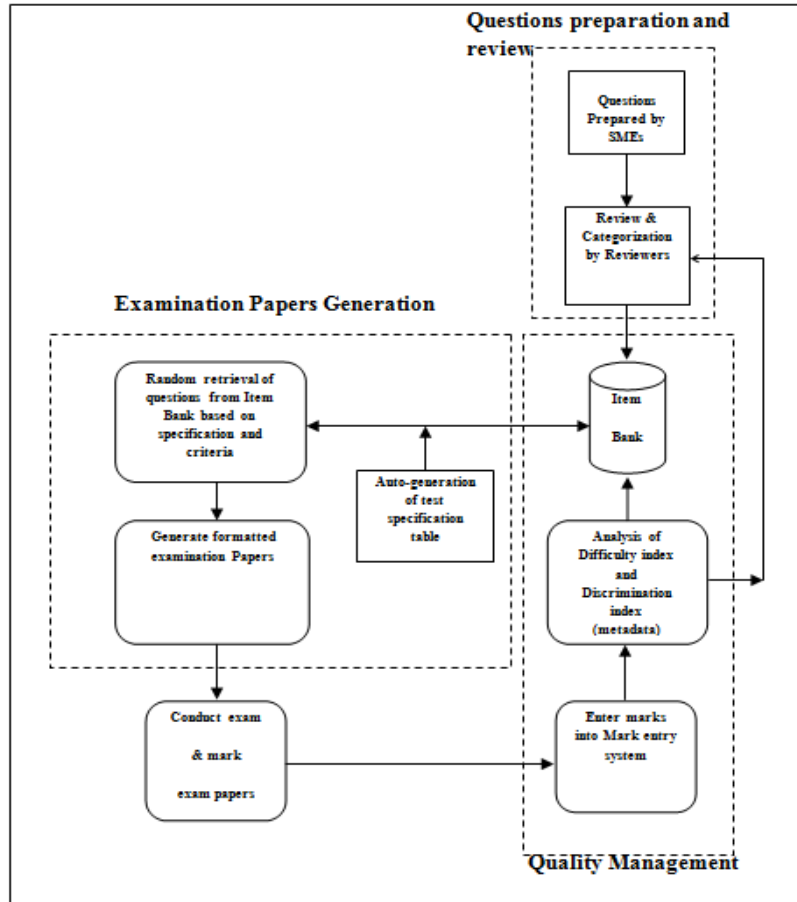 Questions preparation and
review
Questions
Prepared by
SMEs
Review &
Categorization
by Reviewers
Examination Papers Generation
Random retrieval of
questions from Item
Bank based on
specification and
criteria
Item
Bank
Auto-generation
of test
specification
table
Generate formatted
examination Papers
Analysis of
Difficulty index
and
Discrimination
index
(metadata)
Conduct exam
& mark
exam papers
Enter marks
into Mark entry
system
Quality Management